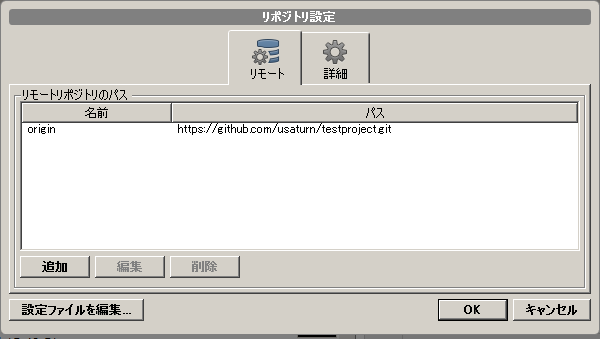 リポジトリ設定
リモート
詳細
リモートリポジトリのパス
名前
パス
origin
https://github.com/usaturn/testproject.git
追加
編集
削除
設定ファイルを編集...
OK
キャンセル